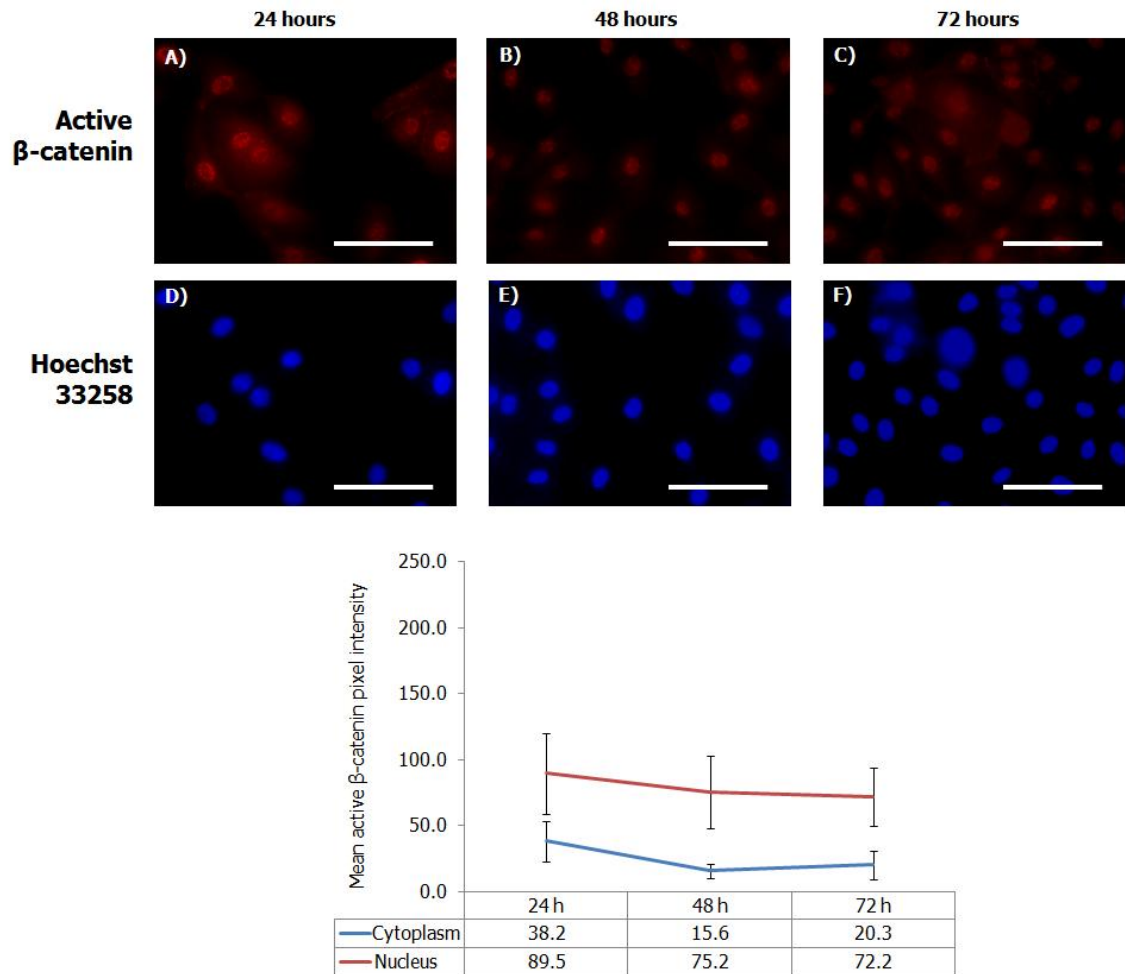 24 hours 48 hours 72 hours
Active
β-catenin
A) B) C)
Hoechst
33258
D) E) F)
Mean active β-catenin pixel intensity
250.0
200.0
150.0
100.0
50.0
0.0
24 h 48 h 72 h
Cytoplasm 38.2 15.6 20.3
Nucleus 89.5 75.2 72.2